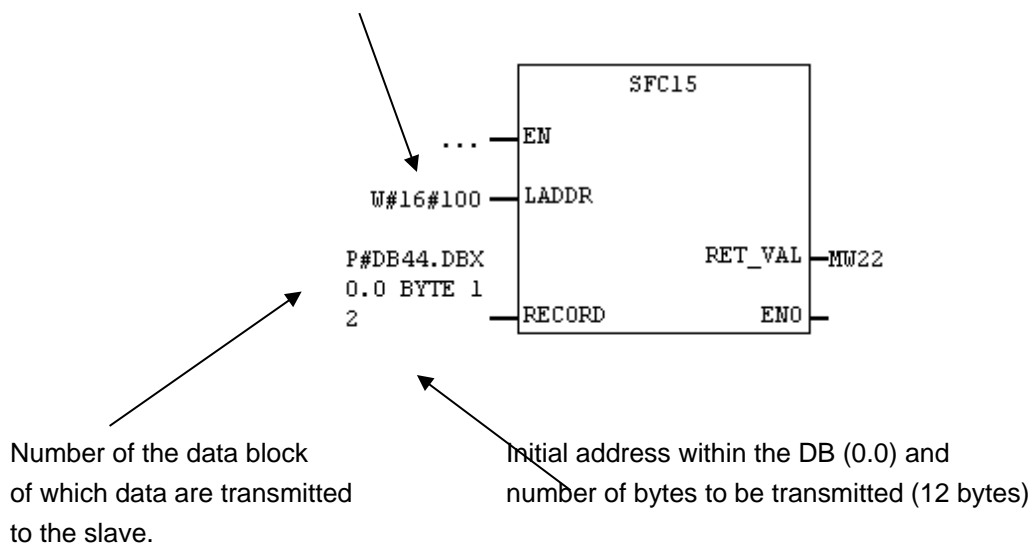 SFC15
... EN
W#16#100 LADDR
P#DB44.DBX RET_VAL MW22
0.0 BYTE 1
2 RECORD ENO
Number of the data block
of which data are transmitted
to the slave.
Initial address within the DB (0.0) and
number of bytes to be transmitted (12 bytes)